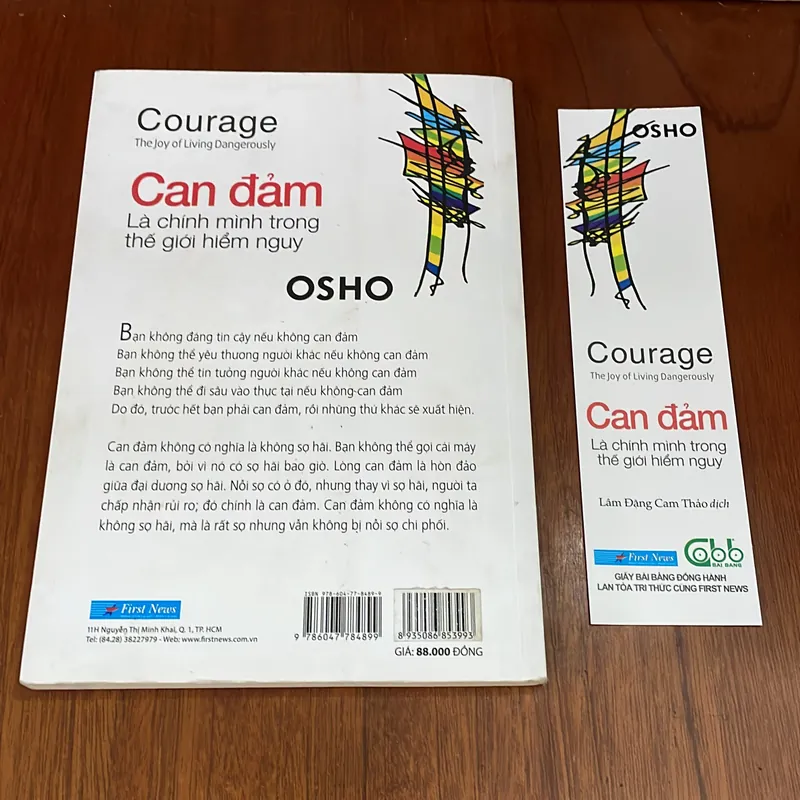 Courage
The Joy of Living Dangerously
Can đảm
Là chính mình trong
thế giới hiểm nguy
OSHO
Bạn không đáng tin cậy nếu không can đảm
Bạn không thể yêu thương người khác nếu không can đảm
Bạn không thể tin tưởng người khác nếu không can đảm
Bạn không thể đi sâu vào thực tại nếu không can đảm
Do đó, trước hết bạn phải can đảm, rồi những thứ khác sẽ xuất hiện.
Can đảm không có nghĩa là không sợ hãi. Bạn không thể gọi cái máy
là can đảm, bởi vì nó có sợ hãi bao giờ. Lòng can đảm là hòn đảo
giữa đại dương sợ hãi. Nỗi sợ có ở đó, nhưng thay vì sợ hãi, người ta
chấp nhận rủi ro; đó chính là can đảm. Can đảm không có nghĩa là
không sợ hãi, mà là rất sợ nhưng vẫn không bị nỗi sợ chi phối.
First News
11H Nguyễn Thị Minh Khai, Q. 1, TP. HCM
Tel: (84.28) 38227979 - Web: www.firstnews.com.vn
ISBN 978-604-77-8489-9
9 786047 784899
8 935086 853993
GIÁ: 88.000 ĐỒNG
OSHO
Courage
The Joy of Living Dangerously
Can đảm
Là chính mình trong
thế giới hiểm nguy
Lâm Đặng Cam Thảo dịch
First News
Cobb
BAI BANG
GIẤY BÃI BẰNG ĐỒNG HÀNH
LAN TỎA TRI THỨC CÙNG FIRST NEWS